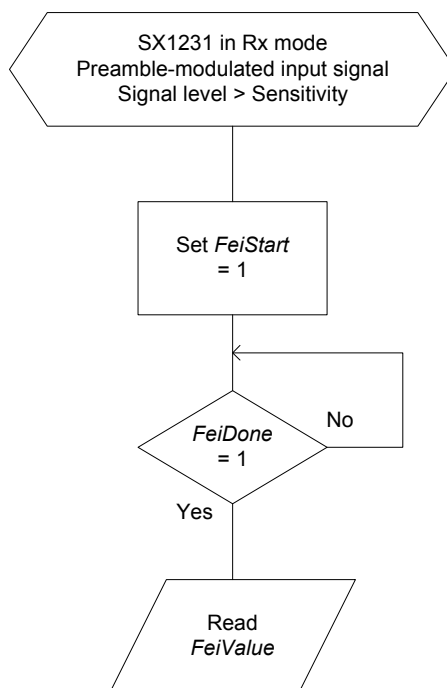 SX1231 in Rx mode
Preamble-modulated input signal
Signal level > Sensitivity
Set FeiStart
= 1
FeiDone
= 1
No
Yes
Read
FeiValue